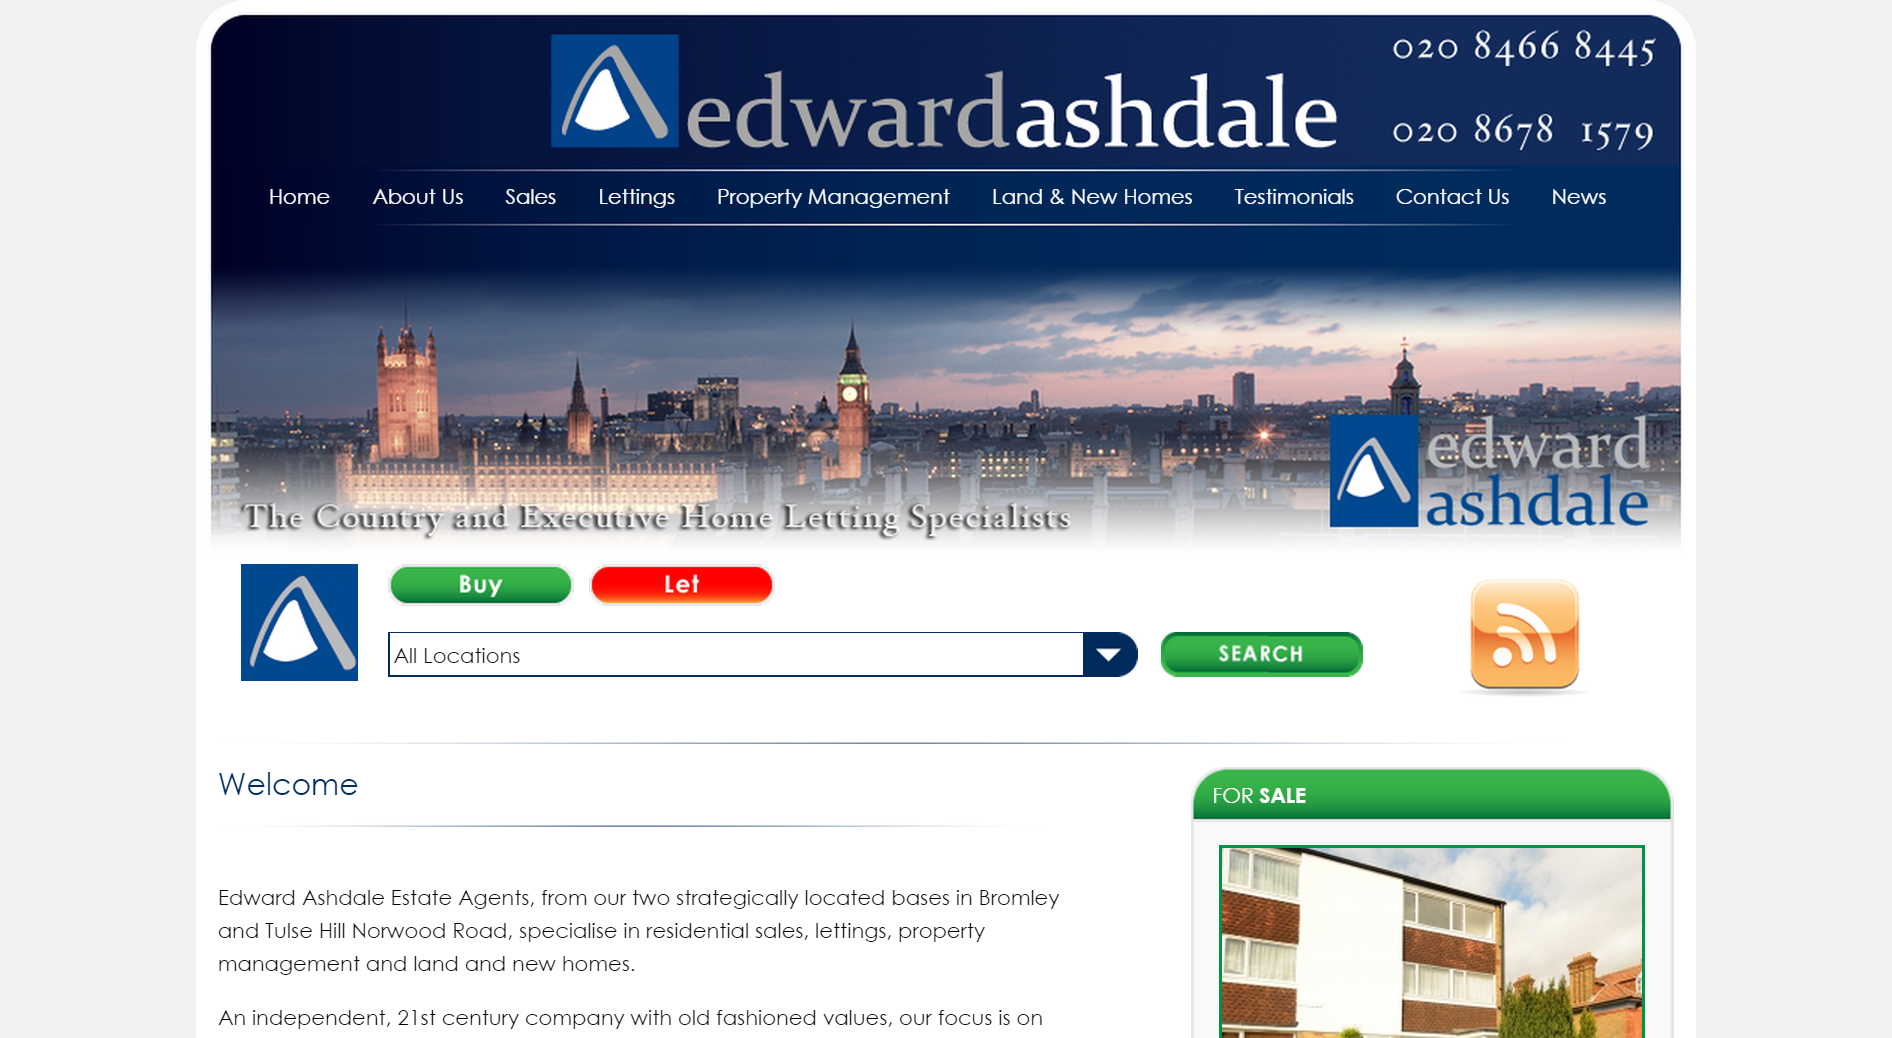 edwardashdale
020 8466 8445
020 8678 1579
Home About Us Sales Lettings Property Management Land & New Homes Testimonials Contact Us News
edward
ashdale
The Country and Executive Home Letting Specialists
Buy Let
All Locations
SEARCH
Welcome
FOR SALE
Edward Ashdale Estate Agents, from our two strategically located bases in Bromley
and Tulse Hill Norwood Road, specialise in residential sales, lettings, property
management and land and new homes.
An independent, 21st century company with old fashioned values, our focus is on